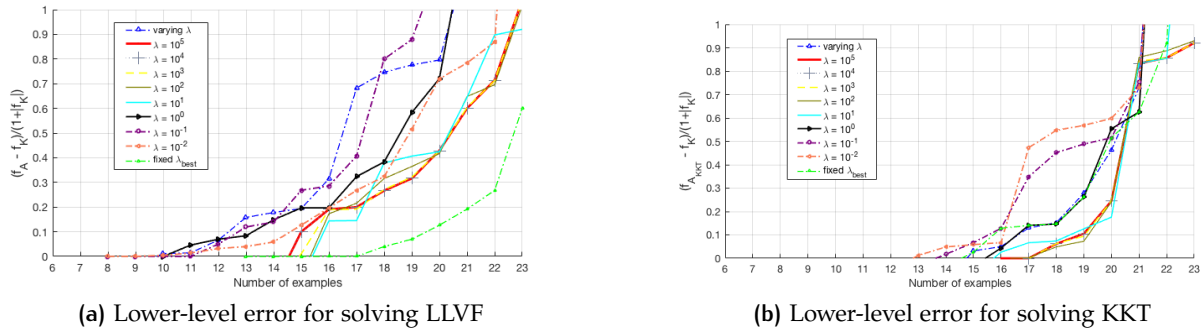 1
0.9
0.8
0.7
0.6
0.5
0.4
0.3
0.2
0.1
0
(f_A - f_K)/(1+|f_K|)
varying λ
λ = 10^5
λ = 10^4
λ = 10^3
λ = 10^2
λ = 10^1
λ = 10^0
λ = 10^-1
λ = 10^-2
fixed λ_best
6 7 8 9 10 11 12 13 14 15 16 17 18 19 20 21 22 23
Number of examples
(a) Lower-level error for solving LLVF
1
0.9
0.8
0.7
0.6
0.5
0.4
0.3
0.2
0.1
0
(f_A_KKT - f_K)/(1+|f_K|)
varying λ
λ = 10^5
λ = 10^4
λ = 10^3
λ = 10^2
λ = 10^1
λ = 10^0
λ = 10^-1
λ = 10^-2
fixed λ_best
6 7 8 9 10 11 12 13 14 15 16 17 18 19 20 21 22 23
Number of examples
(b) Lower-level error for solving KKT